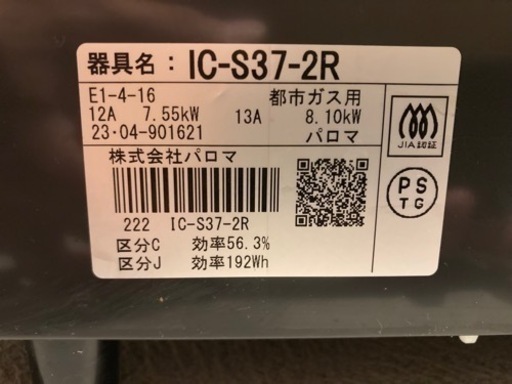 器具名：IC-S37-2R
E1-4-16 都市ガス用
12A 7.55kW 13A 8.10kW
23·04-901621 パロマ
株式会社パロマ
222 IC-S37-2R
区分C 効率56.3%
区分J 効率192Wh
JIA認証
PS
TG